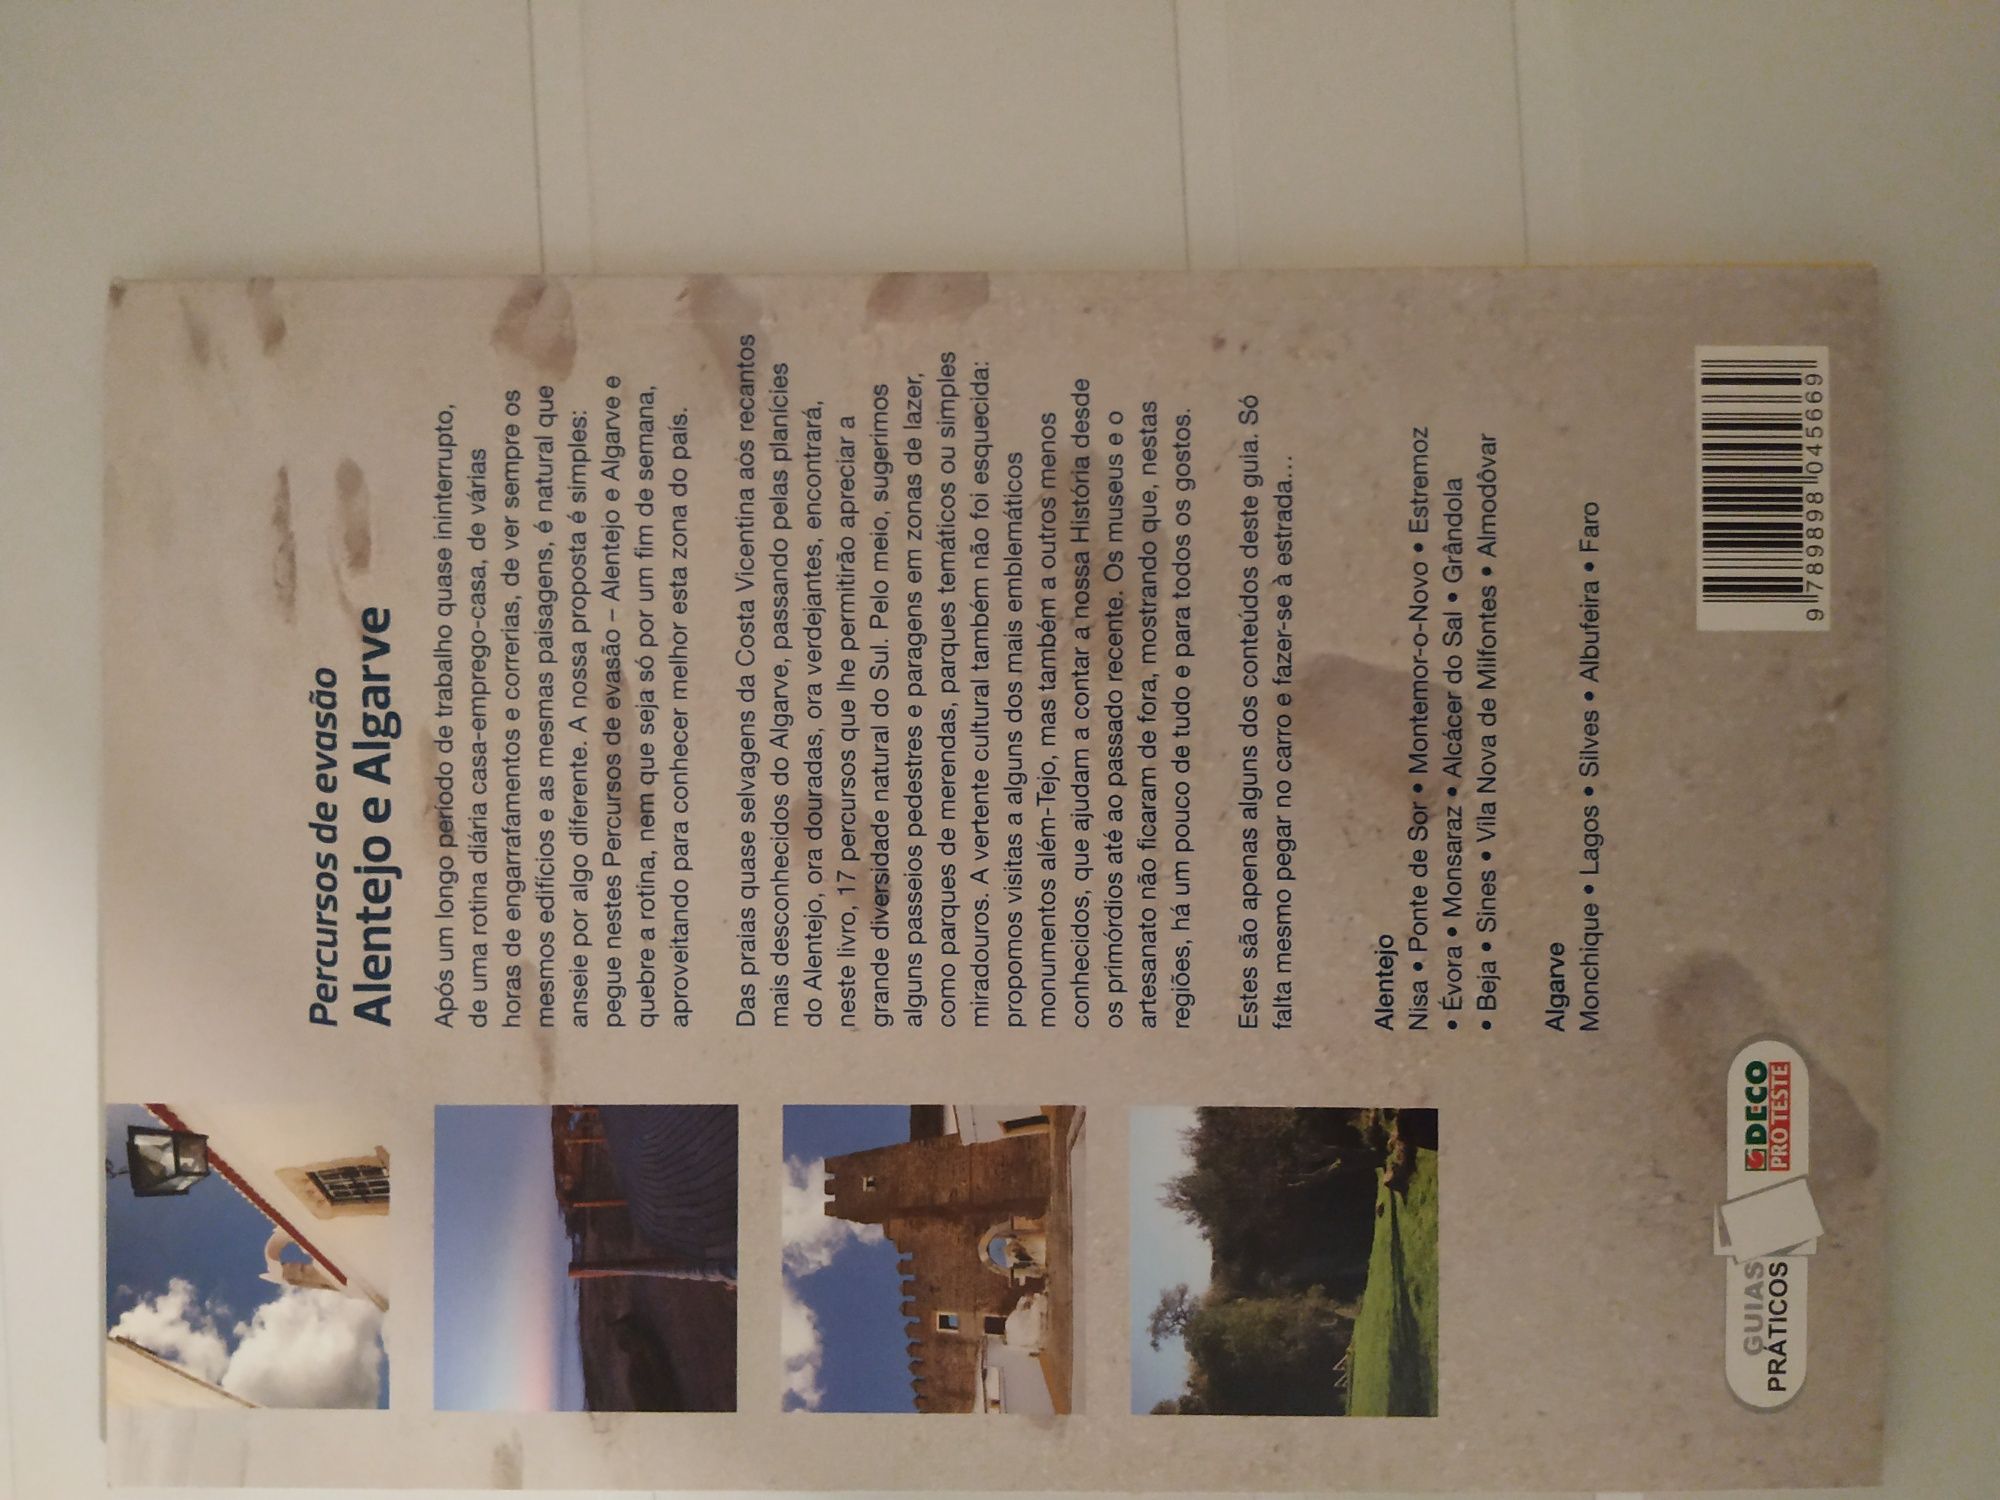 Percursos de evasão
Alentejo e Algarve
Após um longo período de trabalho quase ininterrupto,
de uma rotina diária casa-emprego-casa, de várias
horas de engarrafamentos e correrias, de ver sempre os
mesmos edifícios e as mesmas paisagens, é natural que
anseie por algo diferente. A nossa proposta é simples:
pegue nestes Percursos de evasão – Alentejo e Algarve e
quebre a rotina, nem que seja só por um fim de semana,
aproveitando para conhecer melhor esta zona do país.
Das praias quase selvagens da Costa Vicentina aos recantos
mais desconhecidos do Algarve, passando pelas planícies
do Alentejo, ora douradas, ora verdejantes, encontrará,
neste livro, 17 percursos que lhe permitirão apreciar a
grande diversidade natural do Sul. Pelo meio, sugerimos
alguns passeios pedestres e paragens em zonas de lazer,
como parques de merendas, parques temáticos ou simples
miradouros. A vertente cultural também não foi esquecida:
propomos visitas a alguns dos mais emblemáticos
monumentos além-Tejo, mas também a outros menos
conhecidos, que ajudam a contar a nossa História desde
os primórdios até ao passado recente. Os museus e o
artesanato não ficaram de fora, mostrando que, nestas
regiões, há um pouco de tudo e para todos os gostos.
Estes são apenas alguns dos conteúdos deste guia. Só
falta mesmo pegar no carro e fazer-se à estrada...
Alentejo
Nisa • Ponte de Sor • Montemor-o-Novo • Estremoz
• Évora • Monsaraz • Alcácer do Sal • Grândola
• Beja • Sines • Vila Nova de Milfontes • Almodôvar
Algarve
Monchique • Lagos • Silves • Albufeira • Faro
GUIAS
PRÁTICOS
DECO
PROTESTE
9 789898 045669